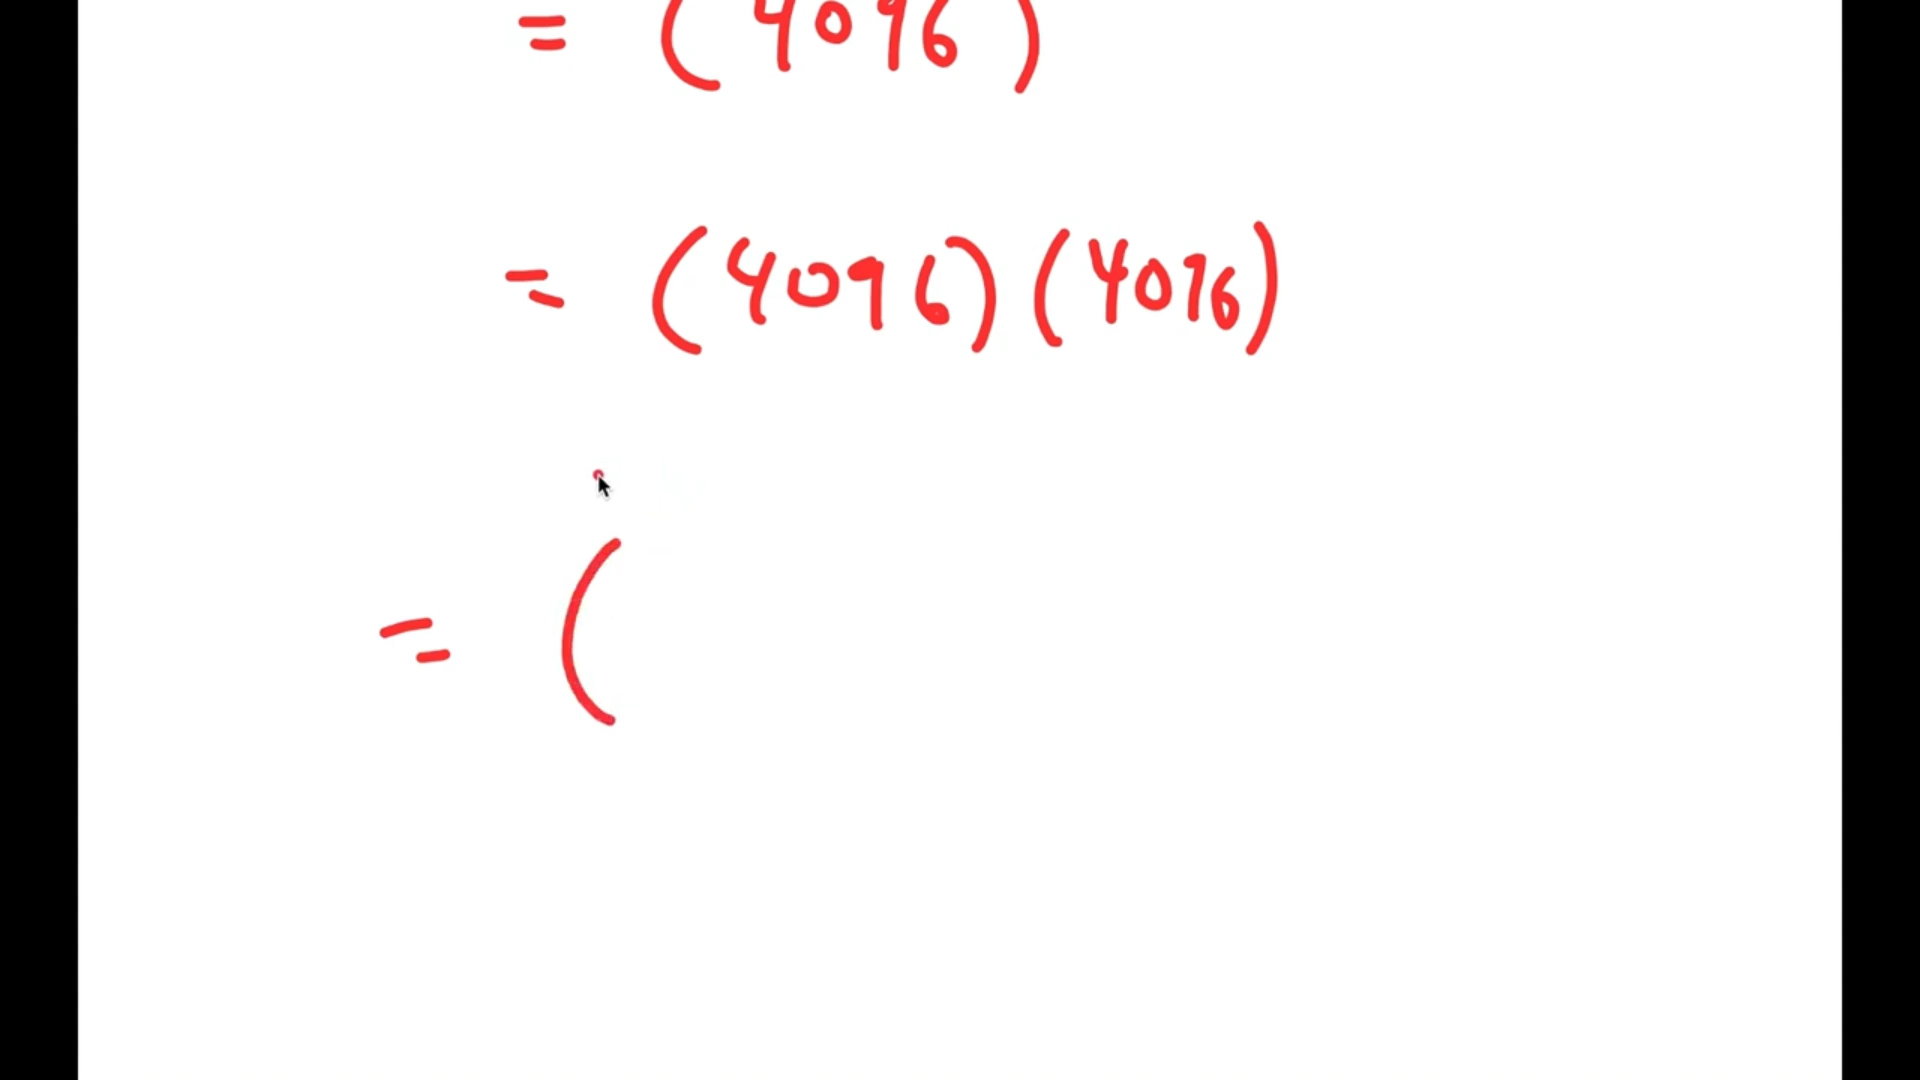 = (4096)
= (4096)(4096)
= (